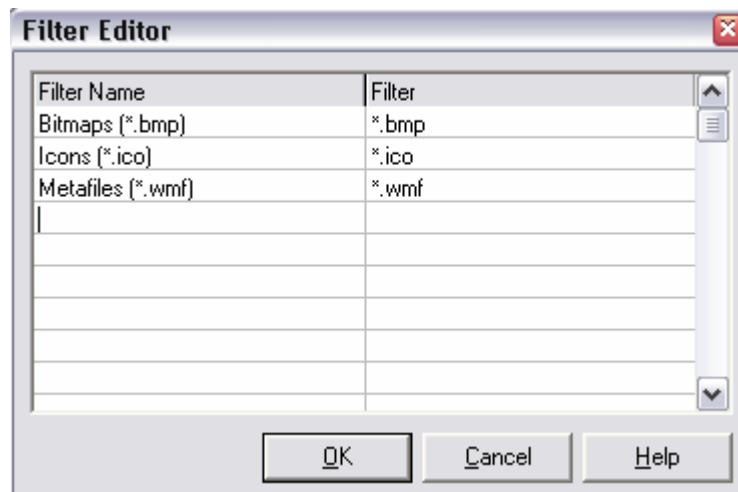 Filter Editor
Filter Name Filter
Bitmaps (*.bmp) *.bmp
Icons (*.ico) *.ico
Metafiles (*.wmf) *.wmf
OK Cancel Help